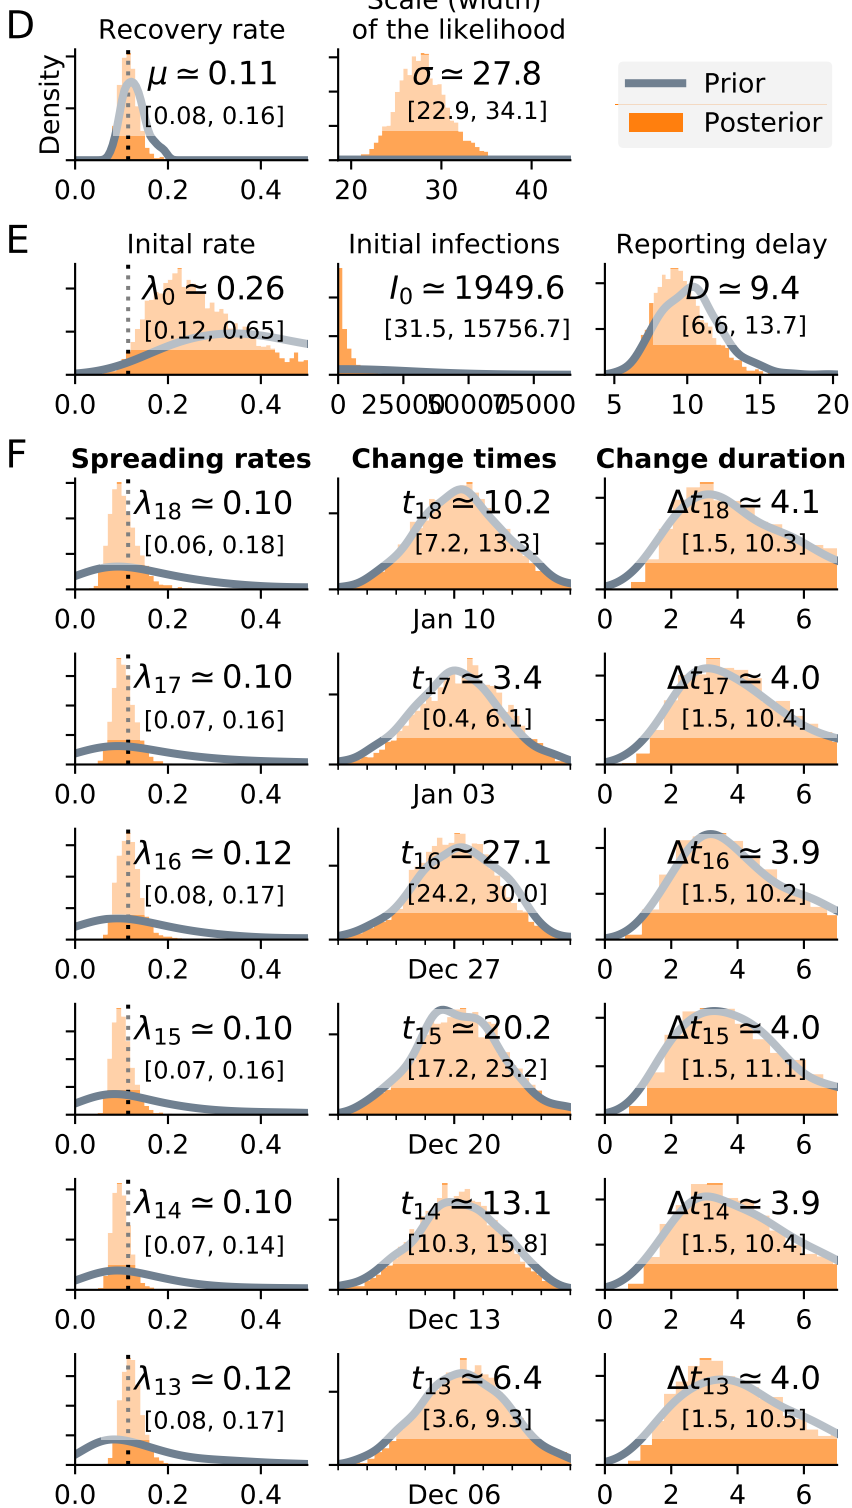 D
Recovery rate
Scale (width)
of the likelihood
Density
μ ≃ 0.11
[0.08, 0.16]
σ ≃ 27.8
[22.9, 34.1]
Prior
Posterior
0.0 0.2 0.4
20 30 40
E
Inital rate
Initial infections
Reporting delay
λ0 ≃ 0.26
[0.12, 0.65]
I0 ≃ 1949.6
[31.5, 15756.7]
D ≃ 9.4
[6.6, 13.7]
0.0 0.2 0.4
0 25000 50000 75000
5 10 15 20
F
Spreading rates
Change times
Change duration
λ18 ≃ 0.10
[0.06, 0.18]
t18 ≃ 10.2
[7.2, 13.3]
Δt18 ≃ 4.1
[1.5, 10.3]
0.0 0.2 0.4
Jan 10
0 2 4 6
λ17 ≃ 0.10
[0.07, 0.16]
t17 ≃ 3.4
[0.4, 6.1]
Δt17 ≃ 4.0
[1.5, 10.4]
0.0 0.2 0.4
Jan 03
0 2 4 6
λ16 ≃ 0.12
[0.08, 0.17]
t16 ≃ 27.1
[24.2, 30.0]
Δt16 ≃ 3.9
[1.5, 10.2]
0.0 0.2 0.4
Dec 27
0 2 4 6
λ15 ≃ 0.10
[0.07, 0.16]
t15 ≃ 20.2
[17.2, 23.2]
Δt15 ≃ 4.0
[1.5, 11.1]
0.0 0.2 0.4
Dec 20
0 2 4 6
λ14 ≃ 0.10
[0.07, 0.14]
t14 ≃ 13.1
[10.3, 15.8]
Δt14 ≃ 3.9
[1.5, 10.4]
0.0 0.2 0.4
Dec 13
0 2 4 6
λ13 ≃ 0.12
[0.08, 0.17]
t13 ≃ 6.4
[3.6, 9.3]
Δt13 ≃ 4.0
[1.5, 10.5]
0.0 0.2 0.4
Dec 06
0 2 4 6